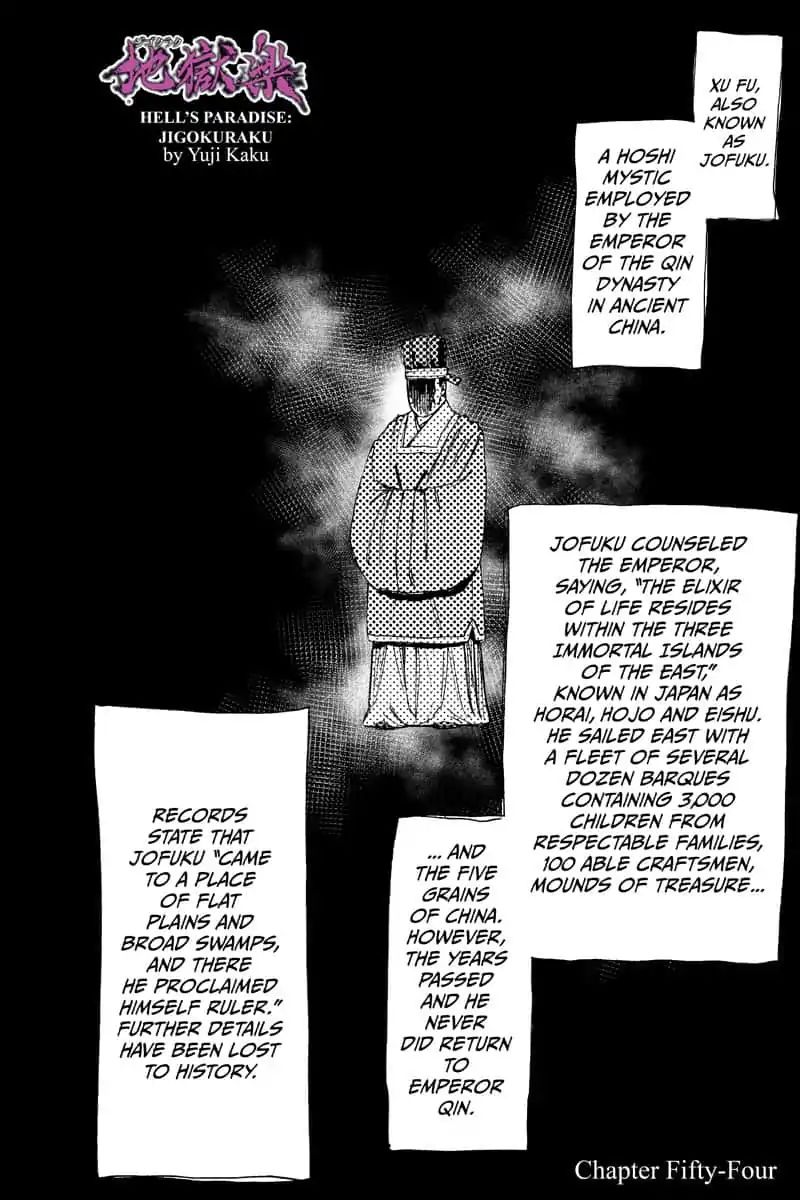 地獄楽
HELL'S PARADISE:
JIGOKURAKU
by Yuji Kaku
XU FU,
ALSO
KNOWN
AS
JOFUKU.
A HOSHI
MYSTIC
EMPLOYED
BY THE
EMPEROR
OF THE QIN
DYNASTY
IN ANCIENT
CHINA.
JOFUKU COUNSELED
THE EMPEROR,
SAYING, "THE ELIXIR
OF LIFE RESIDES
WITHIN THE THREE
IMMORTAL ISLANDS
OF THE EAST,"
KNOWN IN JAPAN AS
HORAI, HOJO AND EISHU.
HE SAILED EAST WITH
A FLEET OF SEVERAL
DOZEN BARQUES
CONTAINING 3,000
CHILDREN FROM
RESPECTABLE FAMILIES,
100 ABLE CRAFTSMEN,
MOUNDS OF TREASURE...
... AND
THE FIVE
GRAINS
OF CHINA.
HOWEVER,
THE YEARS
PASSED
AND HE
NEVER
DID RETURN
TO
EMPEROR
QIN.
RECORDS
STATE THAT
JOFUKU "CAME
TO A PLACE
OF FLAT
PLAINS AND
BROAD SWAMPS,
AND THERE
HE PROCLAIMED
HIMSELF RULER."
FURTHER DETAILS
HAVE BEEN LOST
TO HISTORY.
Chapter Fifty-Four